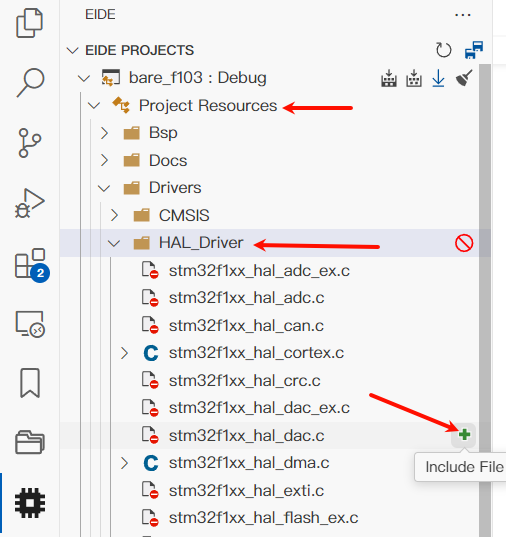 EIDE
EIDE PROJECTS
bare_f103 : Debug
Project Resources
Bsp
Docs
Drivers
CMSIS
HAL_Driver
stm32f1xx_hal_adc_ex.c
stm32f1xx_hal_adc.c
2
stm32f1xx_hal_can.c
stm32f1xx_hal_cortex.c
stm32f1xx_hal_crc.c
stm32f1xx_hal_dac_ex.c
stm32f1xx_hal_dac.c
stm32f1xx_hal_dma.c
Include File
stm32f1xx_hal_exti.c
stm32f1xx_hal_flash_ex.c